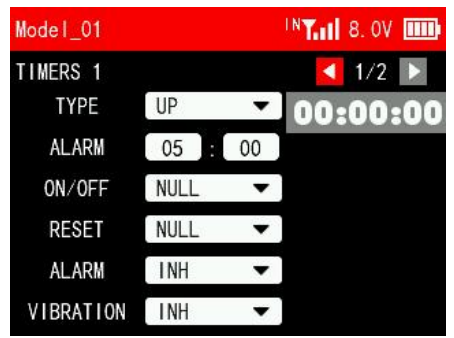 Model_01 IN 8.0V
TIMERS 1 1/2
TYPE UP 00:00:00
ALARM 05 : 00
ON/OFF NULL
RESET NULL
ALARM INH
VIBRATION INH